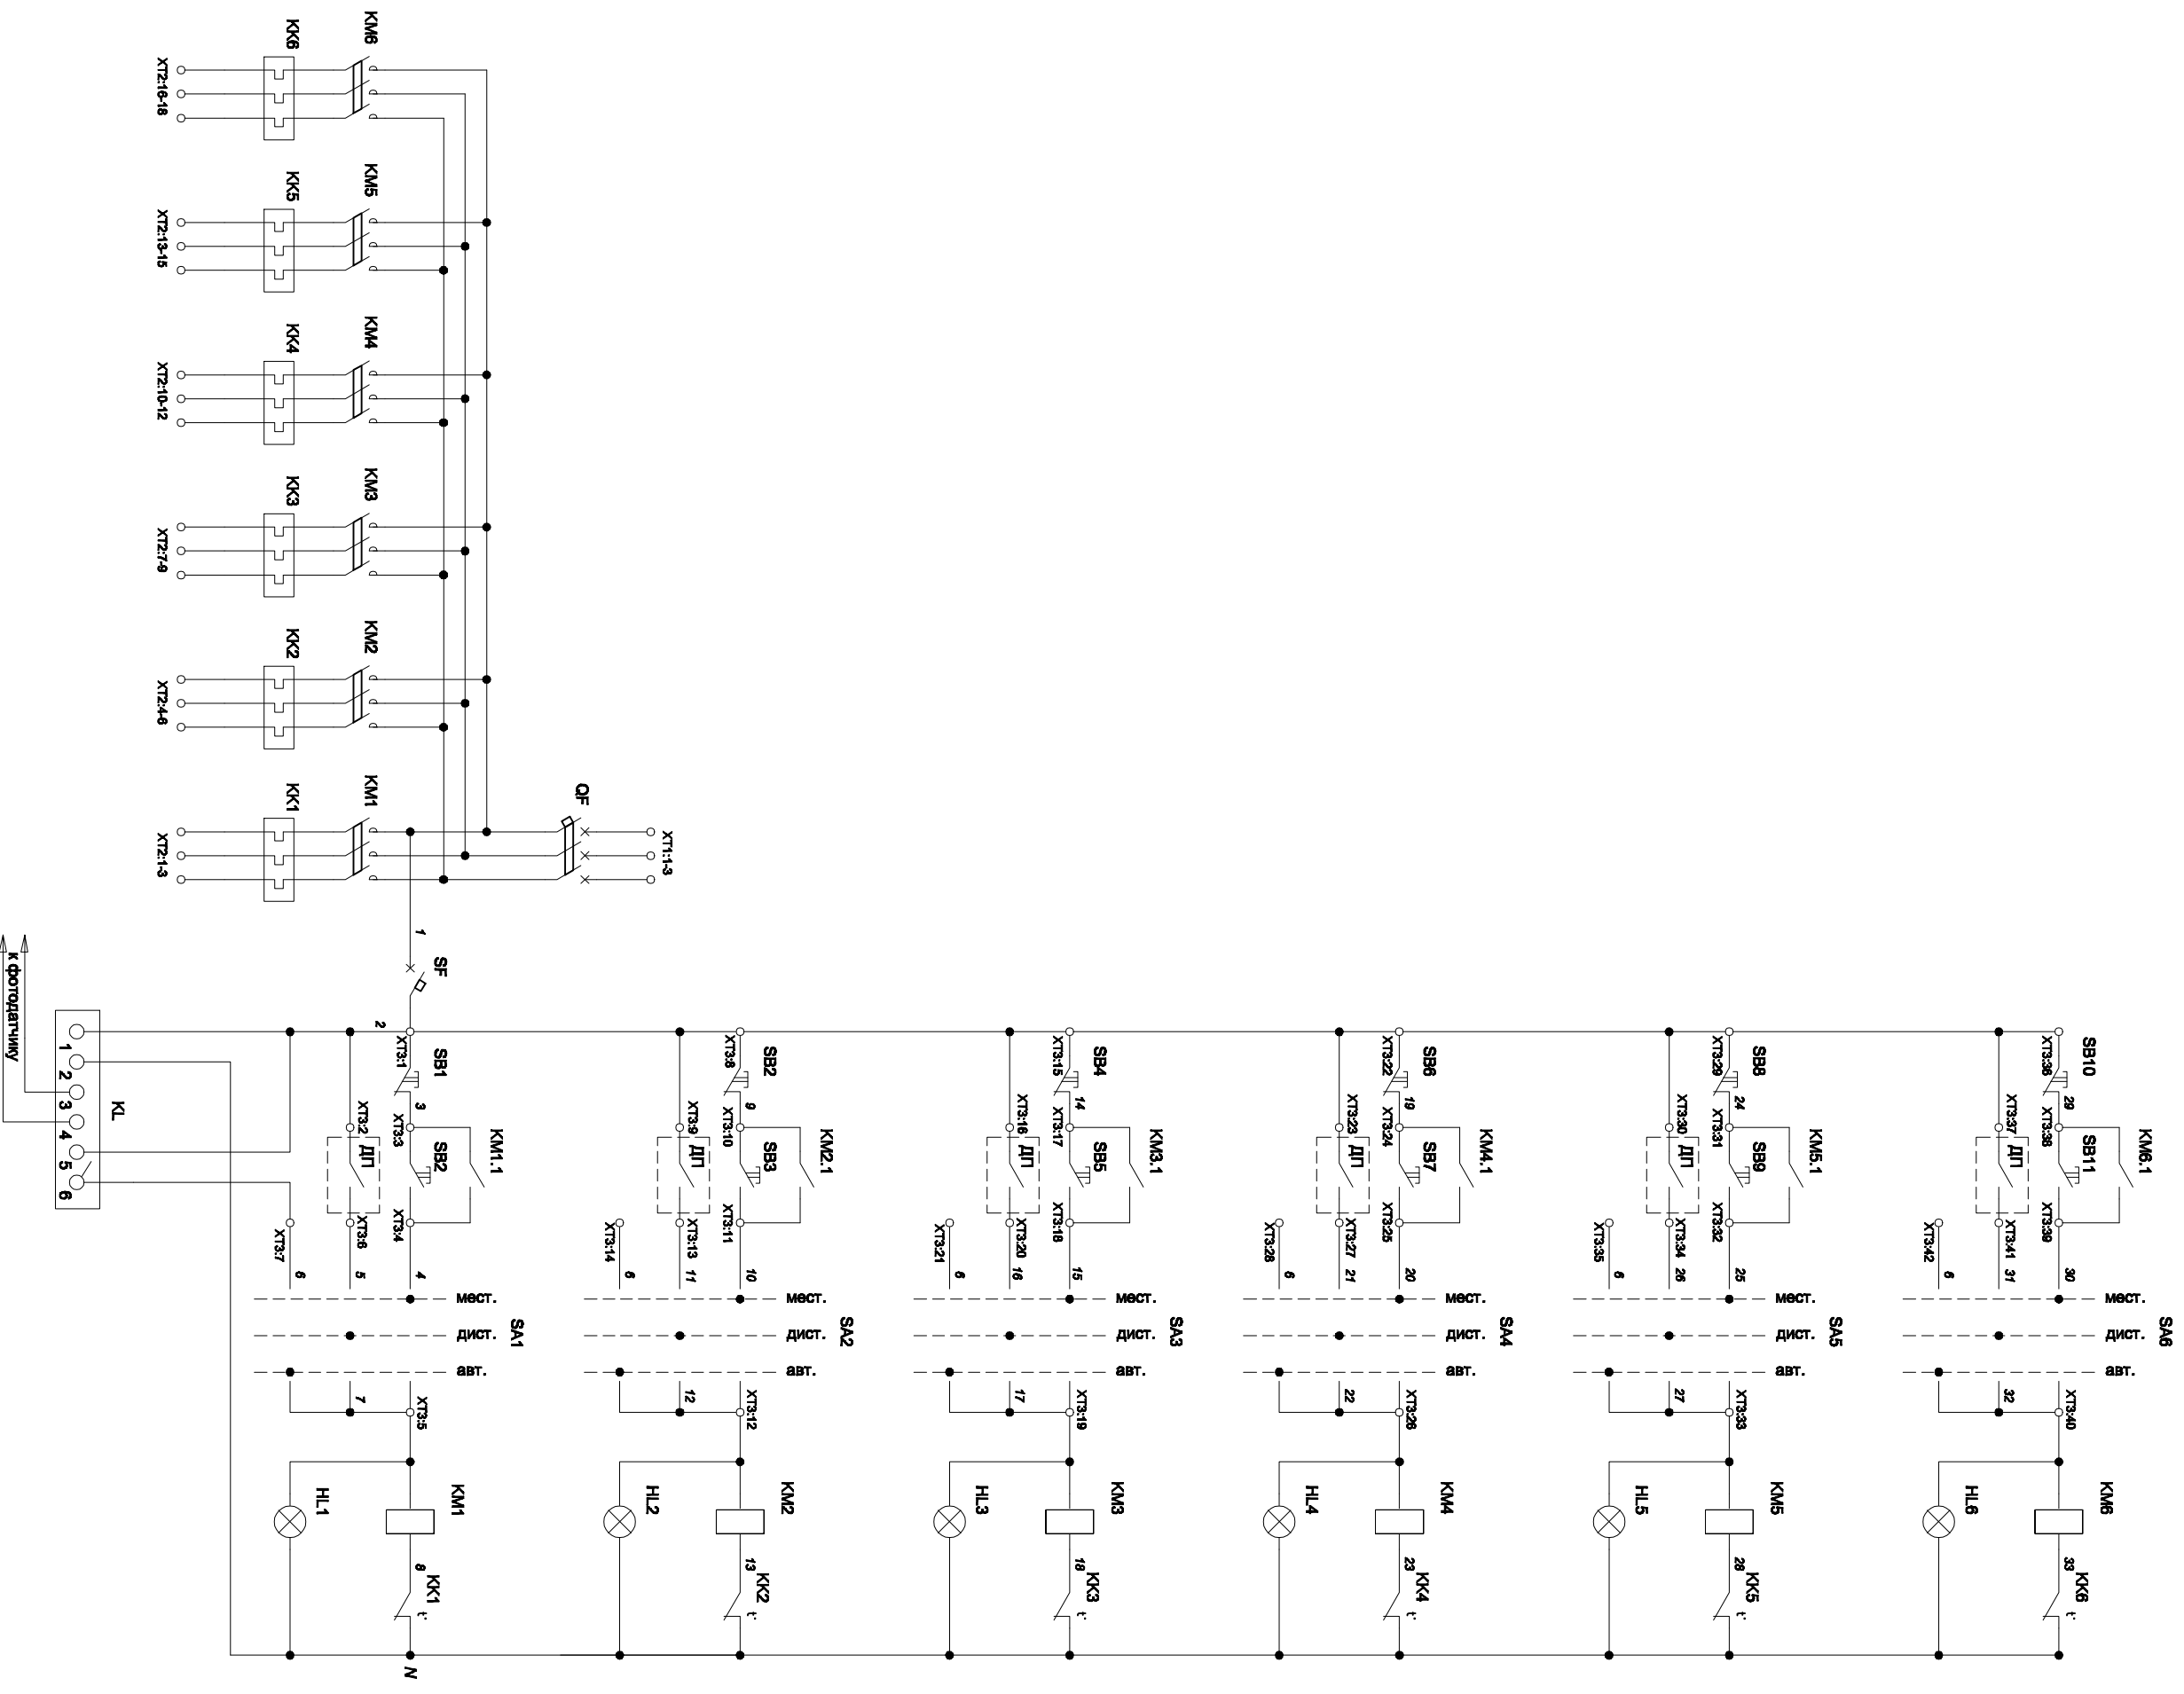 SA6
KM6.1 мест. дист. авт.
SB10 SB11 KM6
XT3:36 29 XT3:38 XT3:39 30 XT3:40 33 KK6 t°
XT3:37 ДП XT3:41 31 32
XT3:42 6 HL6
SA5
KM5.1 мест. дист. авт.
SB8 SB9 KM5
XT3:29 24 XT3:31 XT3:32 25 XT3:33 28 KK5 t°
XT3:30 ДП XT3:34 26 27
XT3:35 6 HL5
SA4
KM4.1 мест. дист. авт.
SB6 SB7 KM4
XT3:22 19 XT3:24 XT3:25 20 XT3:26 23 KK4 t°
XT3:23 ДП XT3:27 21 22
XT3:28 6 HL4
SA3
KM3.1 мест. дист. авт.
SB4 SB5 KM3
XT3:15 14 XT3:17 XT3:18 15 XT3:19 18 KK3 t°
XT3:16 ДП XT3:20 16 17
XT3:21 6 HL3
SA2
KM2.1 мест. дист. авт.
SB2 SB3 KM2
XT3:8 9 XT3:10 XT3:11 10 XT3:12 13 KK2 t°
XT3:9 ДП XT3:13 11 12
XT3:14 6 HL2
XT1:1-3
QF
SA1
KM1.1 мест. дист. авт.
1 SF SB1 SB2 KM1
2 XT3:1 3 XT3:3 XT3:4 4 XT3:5 8 KK1 t° N
XT3:2 ДП XT3:6 5 7
XT3:7 6 HL1
KM6 KM5 KM4 KM3 KM2 KM1
KK6 KK5 KK4 KK3 KK2 KK1
XT2:16-18 XT2:13-15 XT2:10-12 XT2:7-9 XT2:4-6 XT2:1-3
KL
1 2 3 4 5 6
к фотодатчику